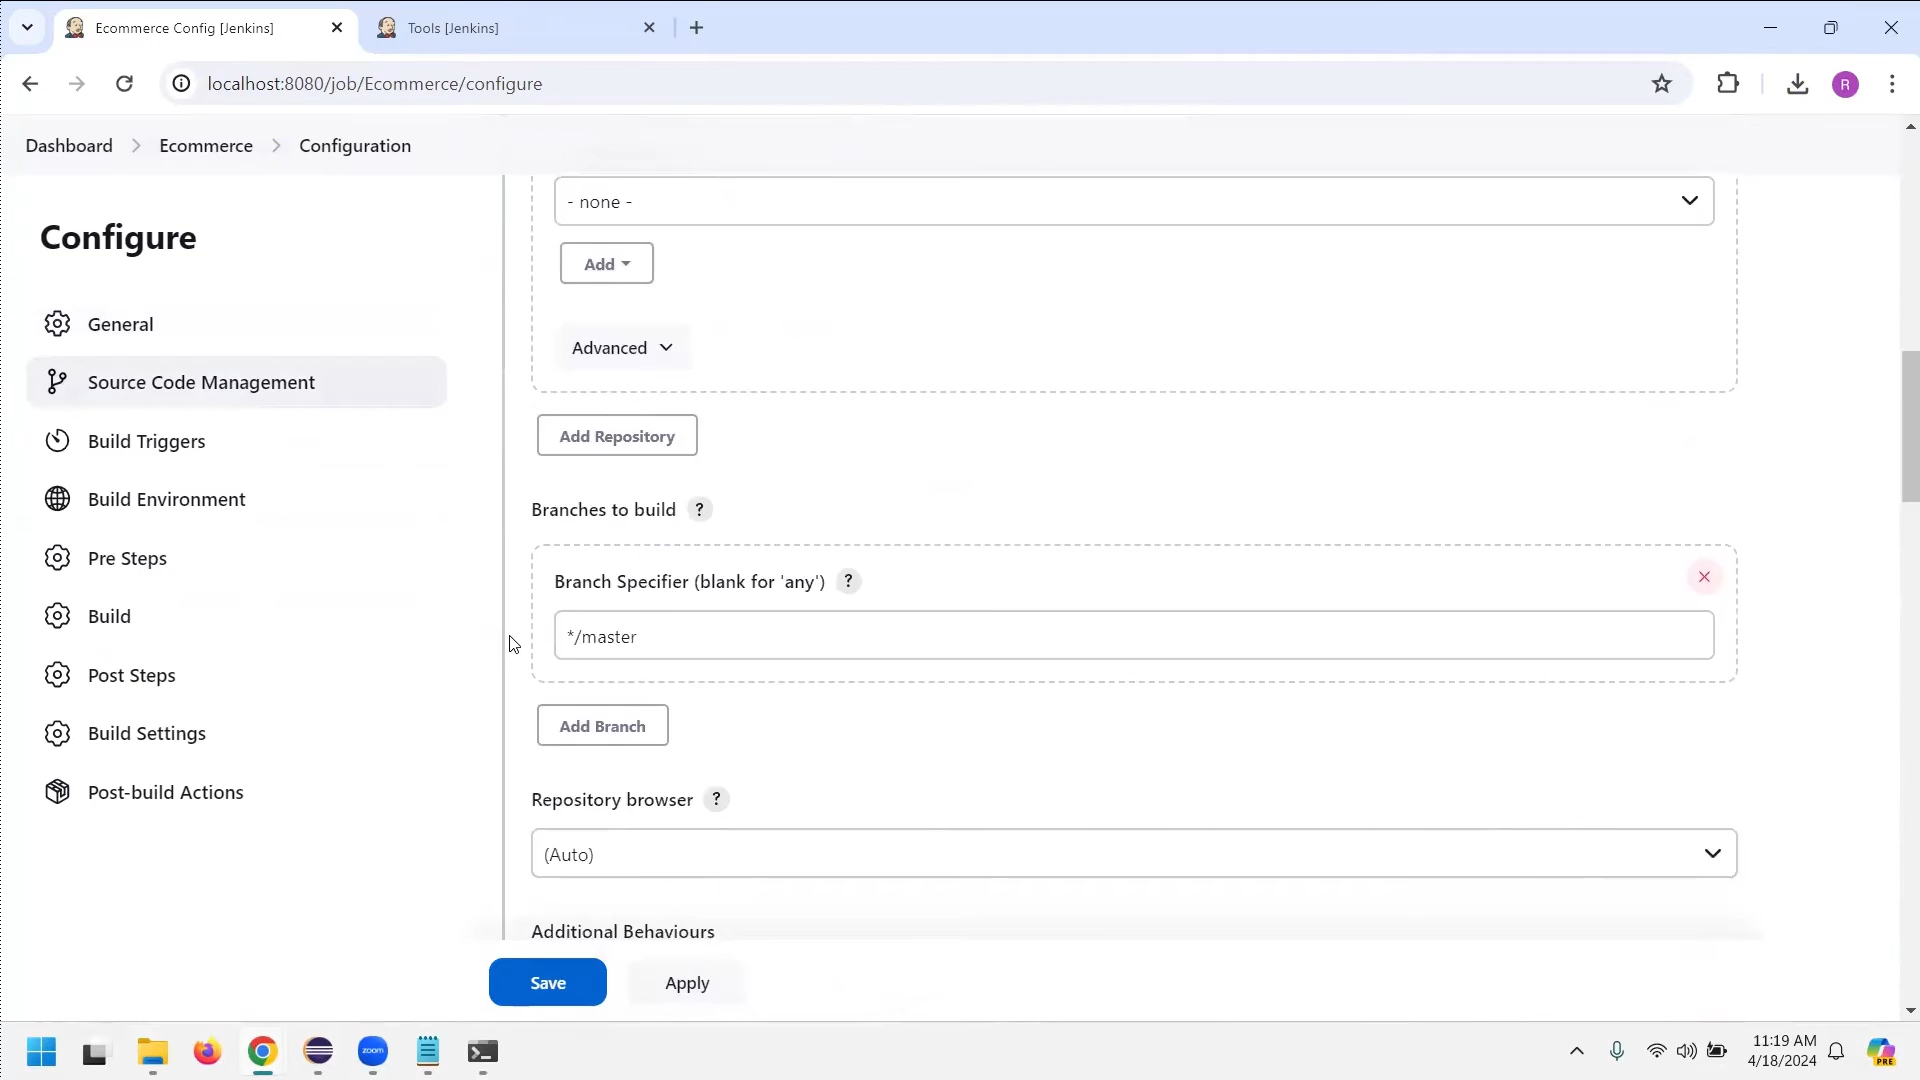 Ecommerce Config [Jenkins]
Tools [Jenkins]
localhost:8080/job/Ecommerce/configure
R
Dashboard
Ecommerce
Configuration
Configure
General
Source Code Management
Build Triggers
Build Environment
Pre Steps
Build
Post Steps
Build Settings
Post-build Actions
- none -
Add
Advanced
Add Repository
Branches to build ?
Branch Specifier (blank for 'any') ?
*/master
Add Branch
Repository browser ?
(Auto)
Additional Behaviours
Save
Apply
zoom
11:19 AM
4/18/2024
PRE